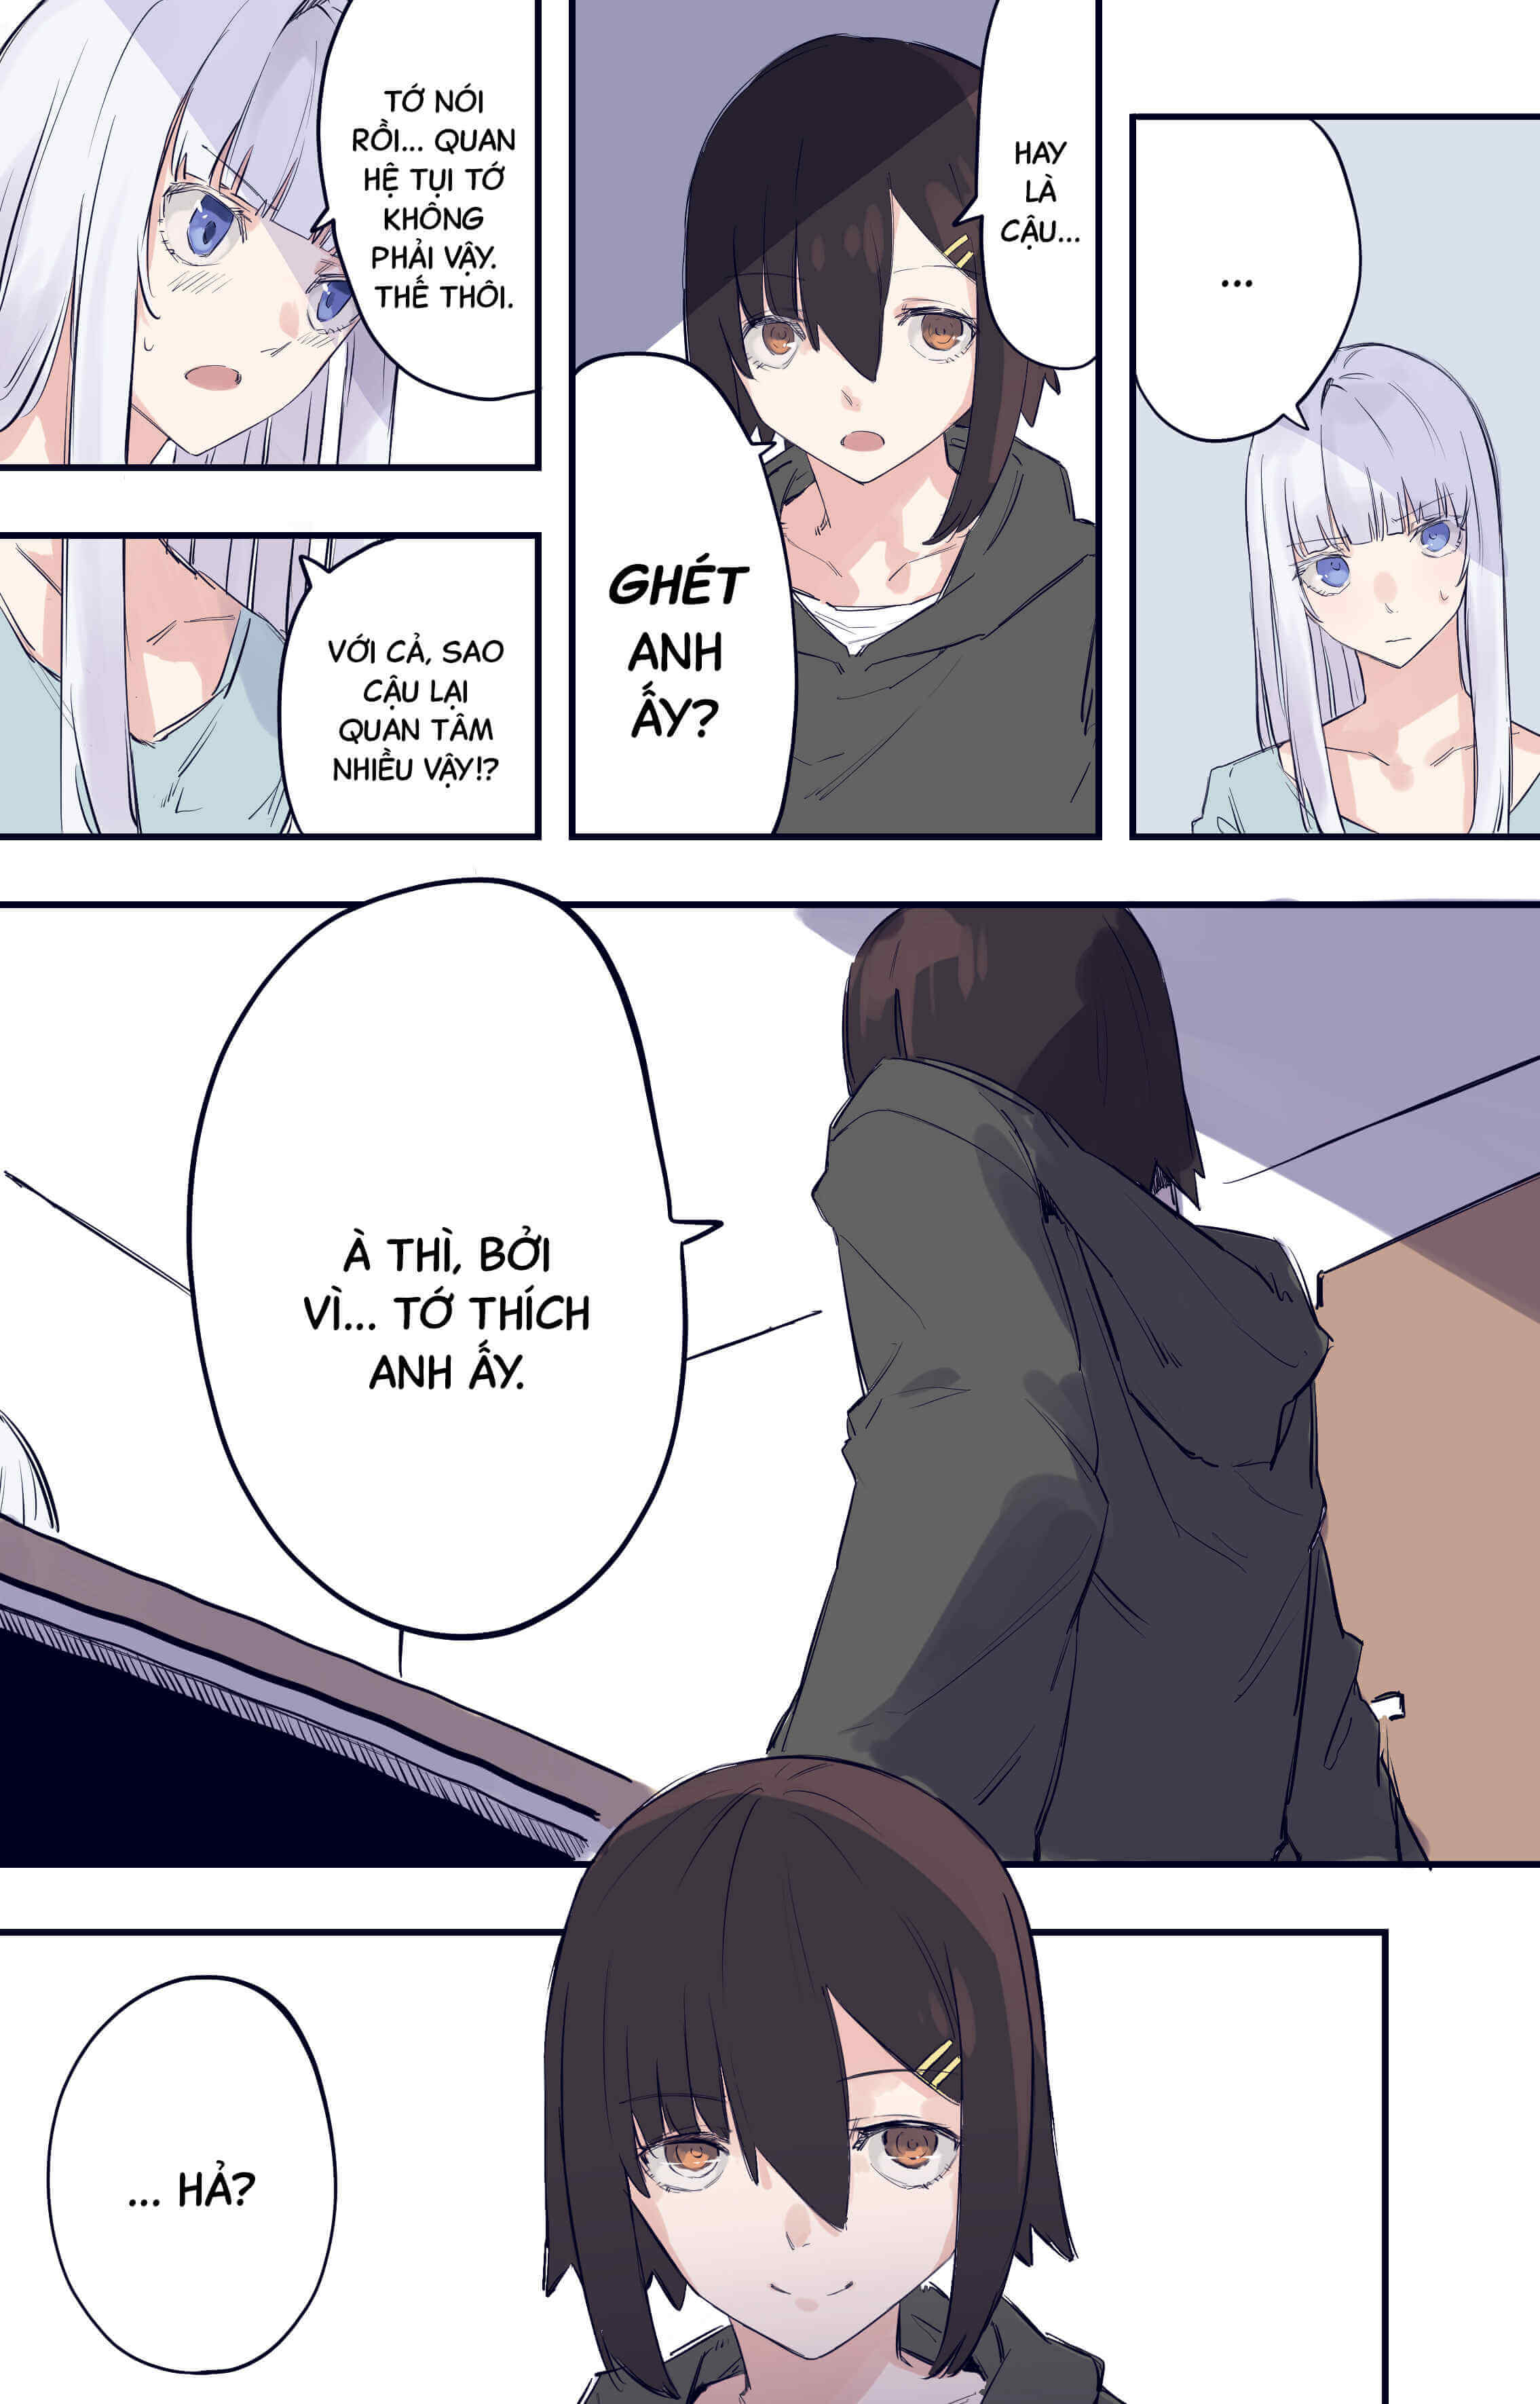 ...
HAY
LÀ
CẬU...
GHÉT
ANH
ẤY?
TỚ NÓI
RỒI... QUAN
HỆ TỤI TỚ
KHÔNG
PHẢI VẬY.
THẾ THÔI.
VỚI CẢ, SAO
CẬU LẠI
QUAN TÂM
NHIỀU VẬY!?
À THÌ, BỞI
VÌ... TỚ THÍCH
ANH ẤY.
... HẢ?